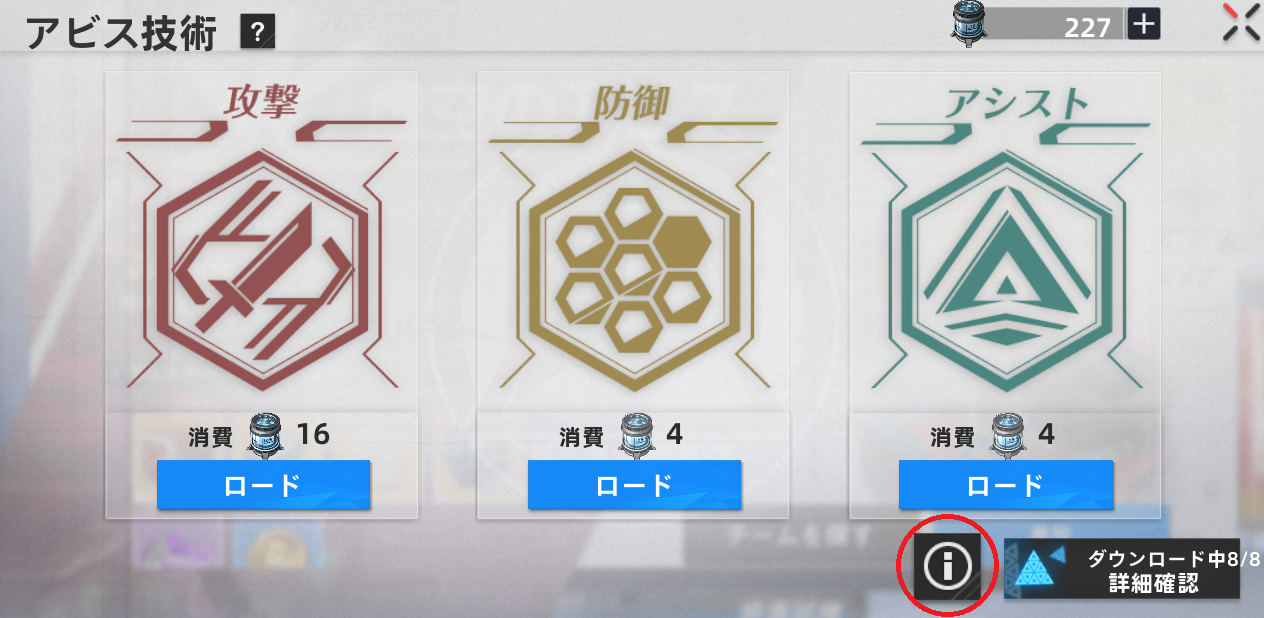 アビス技術 ?
227 +
攻撃
防御
アシスト
消費 16
消費 4
消費 4
ロード
ロード
ロード
ダウンロード中8/8
詳細確認